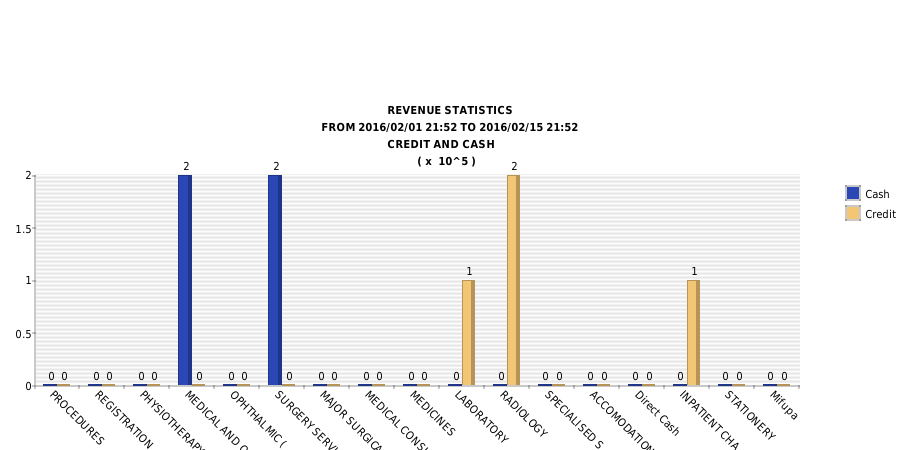 REVENUE STATISTICS
FROM 2016/02/01 21:52 TO 2016/02/15 21:52
CREDIT AND CASH
( x 10^5 )
2 2 2
2
1.5
1 1 1
0.5
0 0 0 0 0 0 0 0 0 0 0 0 0 0 0 0 0 0 0 0 0 0 0 0 0 0 0 0 0
0
PROCEDURES
REGISTRATION
PHYSIOTHERAPY
MEDICAL AND
OPHTHALMIC (
SURGERY SERVI
MAJOR SURGICA
MEDICAL CONS
MEDICINES
LABORATORY
RADIOLOGY
SPECIALISED S
ACCOMODATION
Direct Cash
INPATIENT CHA
STATIONERY
Mifupa
Cash
Credit